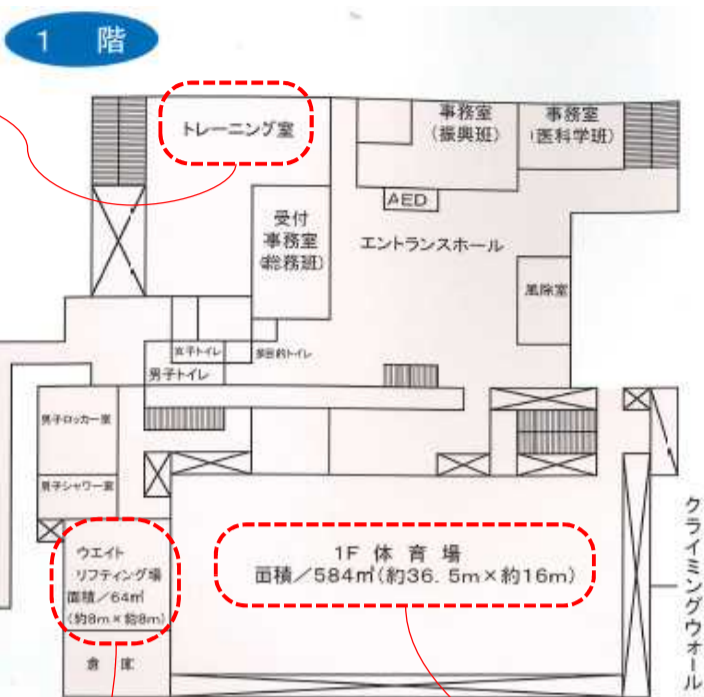 1 階
トレーニング室
事務室
(振興班)
事務室
(医科学班)
AED
受付
事務室
(総務班)
エントランスホール
風除室
女子トイレ
多目的トイレ
男子トイレ
男子ロッカー室
男子シャワー室
ウエイト
リフティング場
面積／64㎡
(約8m×約8m)
倉庫
1F 体育場
面積／584㎡(約36.5m×約16m)
クライミングウォール